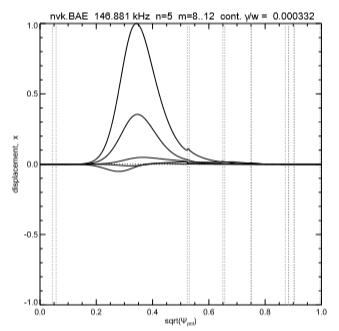 nvk.BAE 146.881 kHz n=5 m=8..12 cont. γ/w = 0.000332
1.0
0.5
0.0
-0.5
-1.0
displacement, x
0.0 0.2 0.4 0.6 0.8 1.0
sqrt(Ψpol)